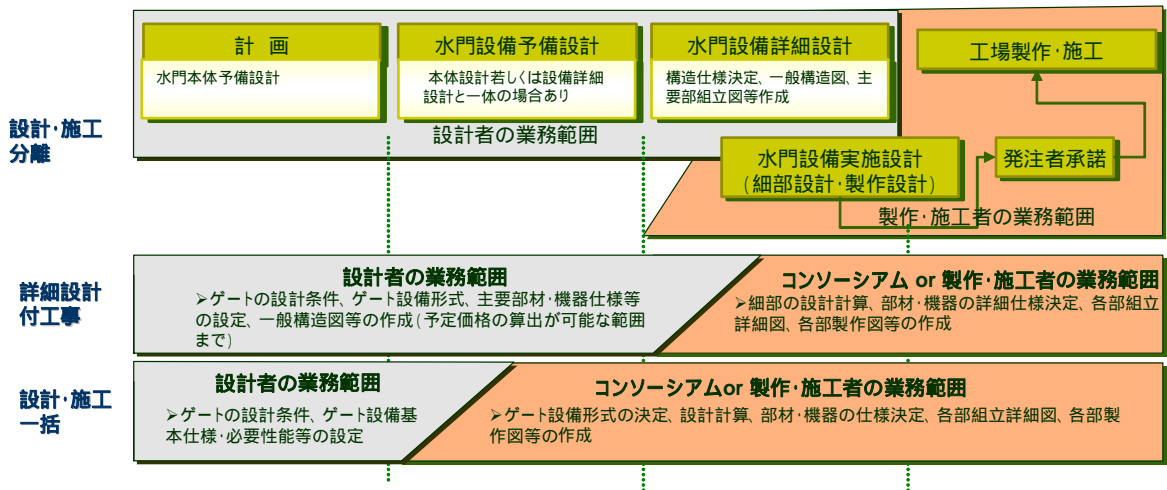 設計・施工
分離
計 画
水門本体予備設計
水門設備予備設計
本体設計若しくは設備詳細
設計と一体の場合あり
水門設備詳細設計
構造仕様決定、一般構造図、主
要部組立図等作成
設計者の業務範囲
工場製作・施工
水門設備実施設計
(細部設計・製作設計)
発注者承諾
製作・施工者の業務範囲
詳細設計
付工事
設計者の業務範囲
➢ゲートの設計条件、ゲート設備形式、主要部材・機器仕様等
の設定、一般構造図等の作成(予定価格の算出が可能な範囲
まで)
コンソーシアム or 製作・施工者の業務範囲
➢細部の設計計算、部材・機器の詳細仕様決定、各部組立
詳細図、各部製作図等の作成
設計・施工
一括
設計者の業務範囲
➢ゲートの設計条件、ゲート設備基
本仕様・必要性能等の設定
コンソーシアムor 製作・施工者の業務範囲
➢ゲート設備形式の決定、設計計算、部材・機器の仕様決定、各部組立詳細図、各部製
作図等の作成